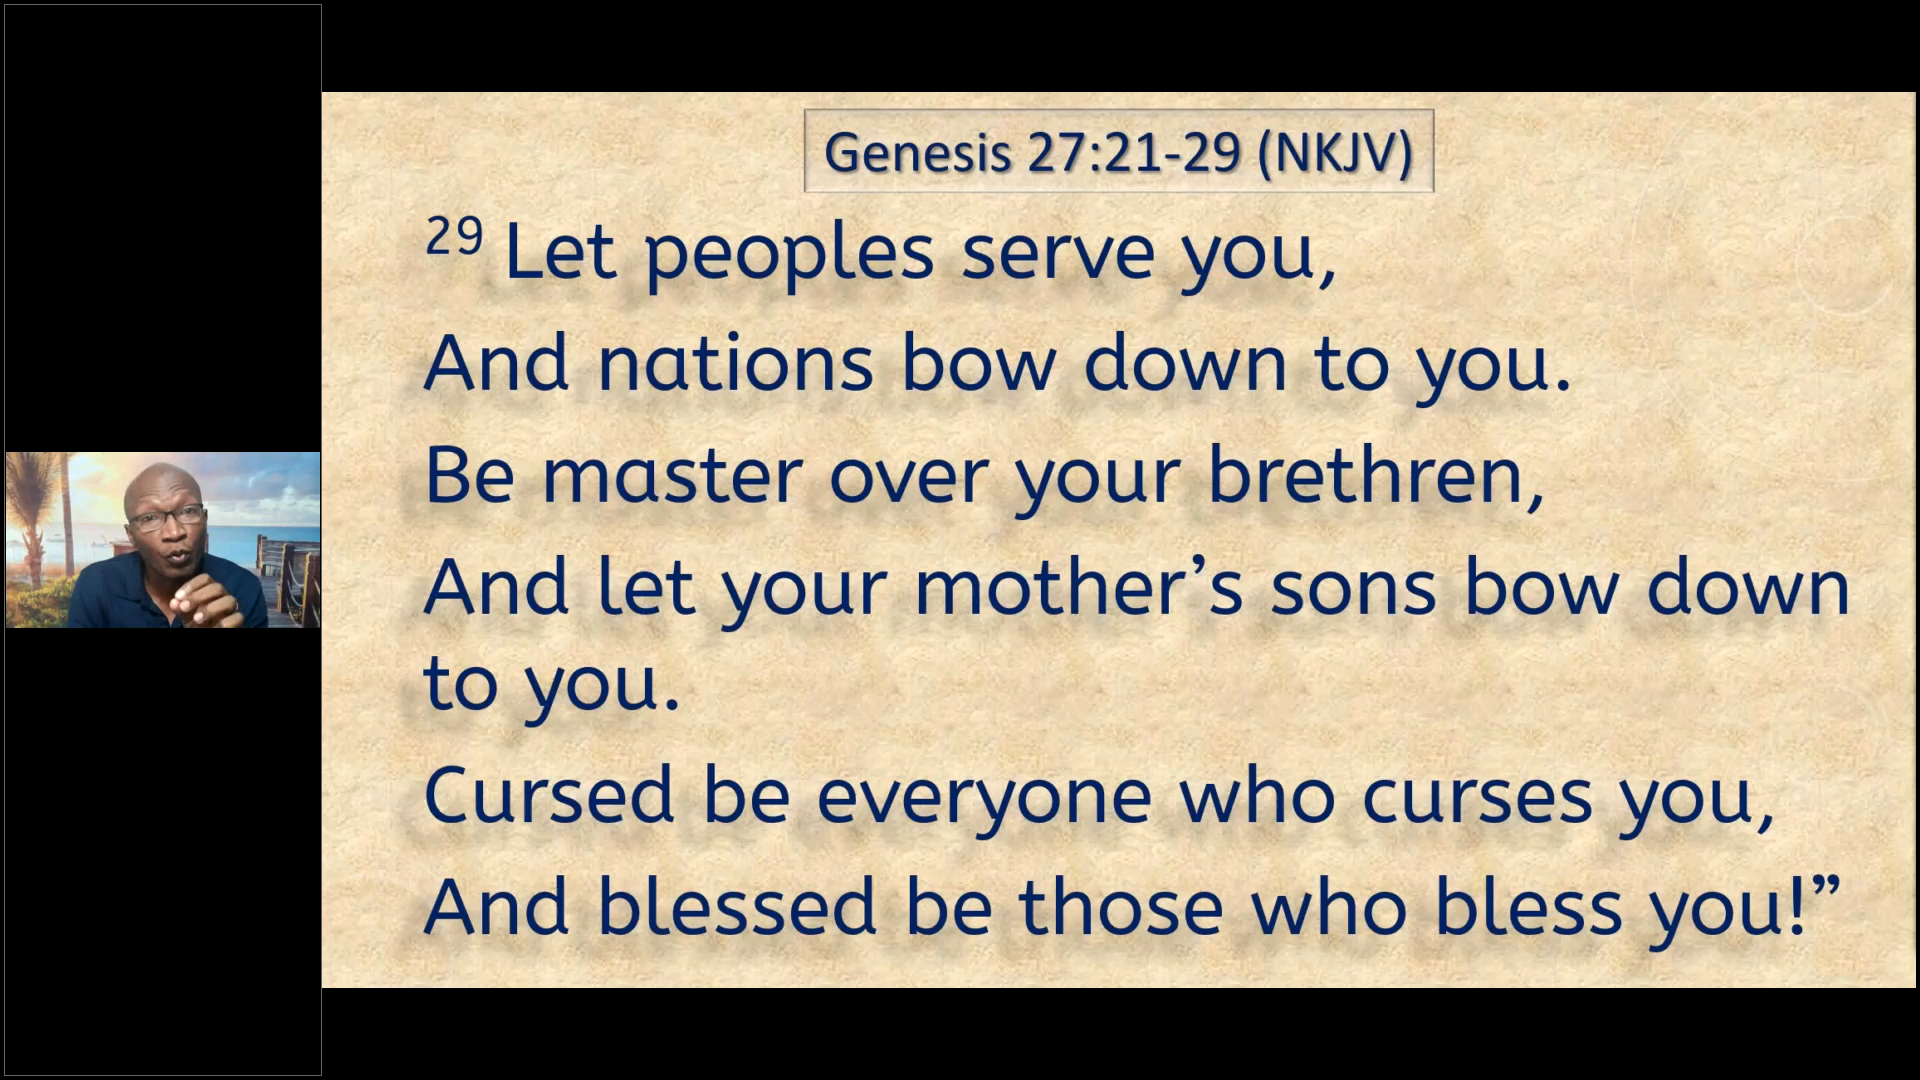 Genesis 27:21-29 (NKJV)
29 Let peoples serve you,
And nations bow down to you.
Be master over your brethren,
And let your mother’s sons bow down
to you.
Cursed be everyone who curses you,
And blessed be those who bless you!”